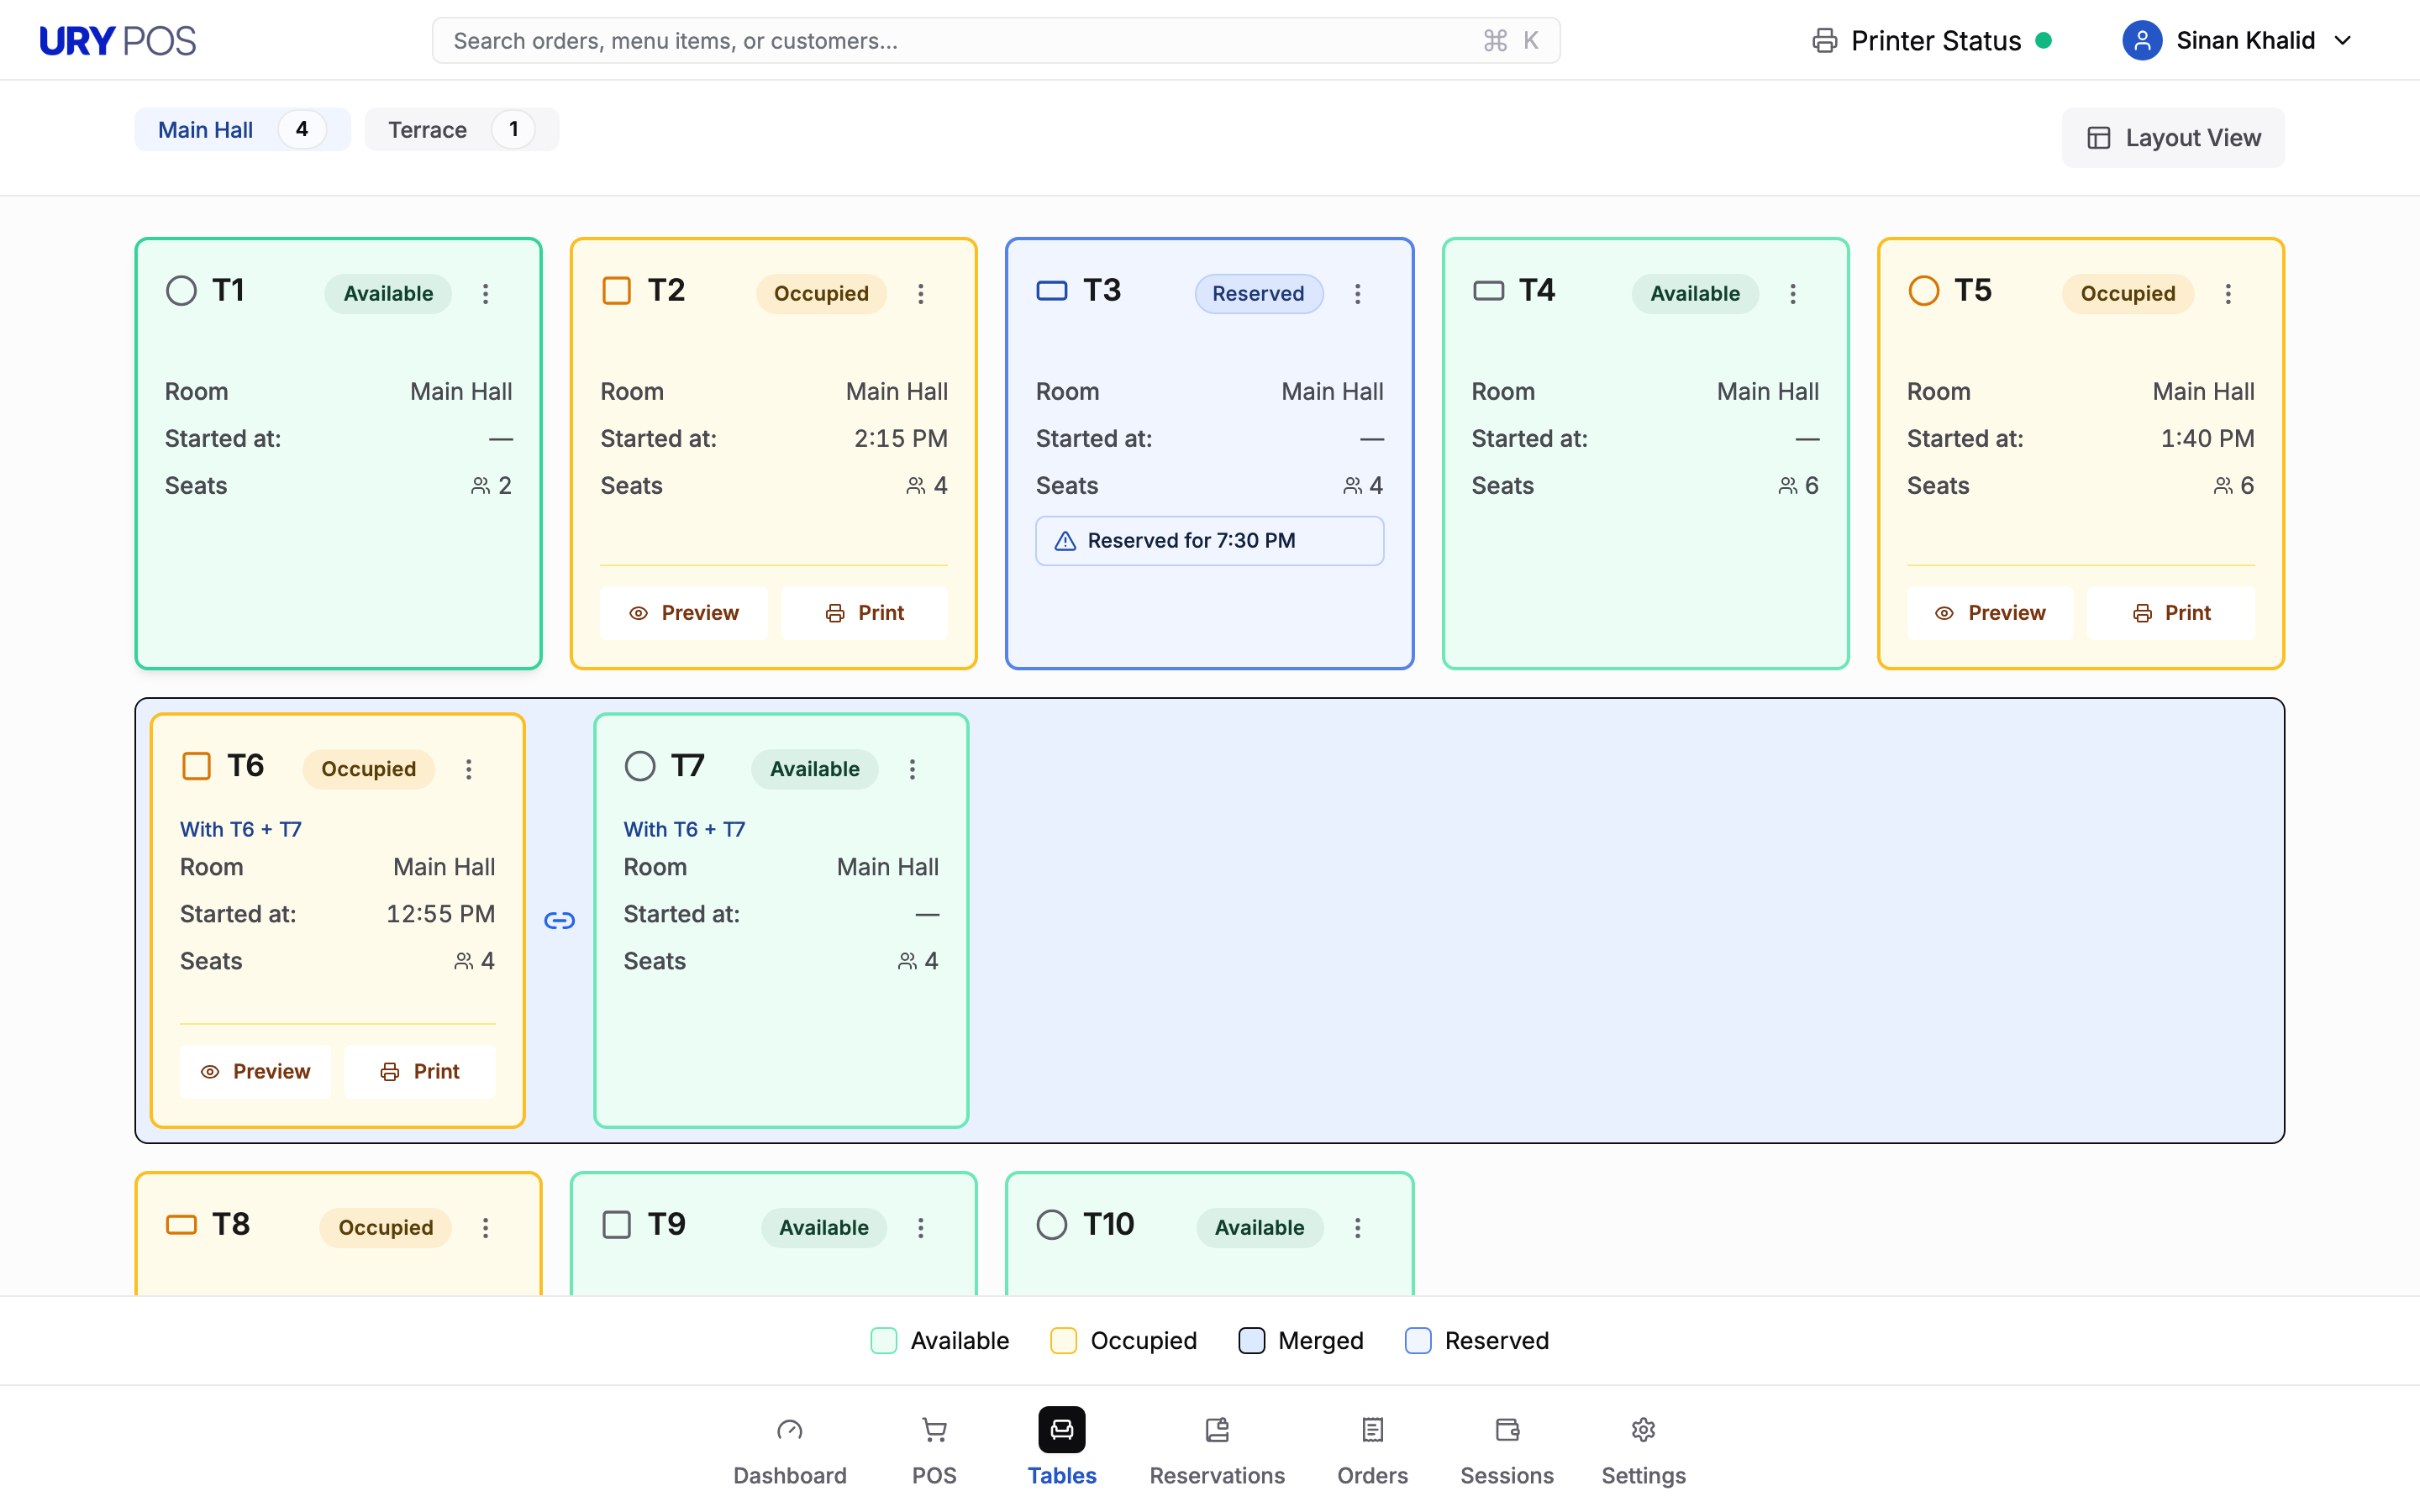 URY POS
Search orders, menu items, or customers...
⌘ K
Printer Status
Sinan Khalid
Main Hall 4
Terrace 1
Layout View
T1 Available
Room Main Hall
Started at: —
Seats 2
T2 Occupied
Room Main Hall
Started at: 2:15 PM
Seats 4
Preview Print
T3 Reserved
Room Main Hall
Started at: —
Seats 4
Reserved for 7:30 PM
T4 Available
Room Main Hall
Started at: —
Seats 6
T5 Occupied
Room Main Hall
Started at: 1:40 PM
Seats 6
Preview Print
T6 Occupied
With T6 + T7
Room Main Hall
Started at: 12:55 PM
Seats 4
Preview Print
T7 Available
With T6 + T7
Room Main Hall
Started at: —
Seats 4
T8 Occupied
T9 Available
T10 Available
Available Occupied Merged Reserved
Dashboard POS Tables Reservations Orders Sessions Settings